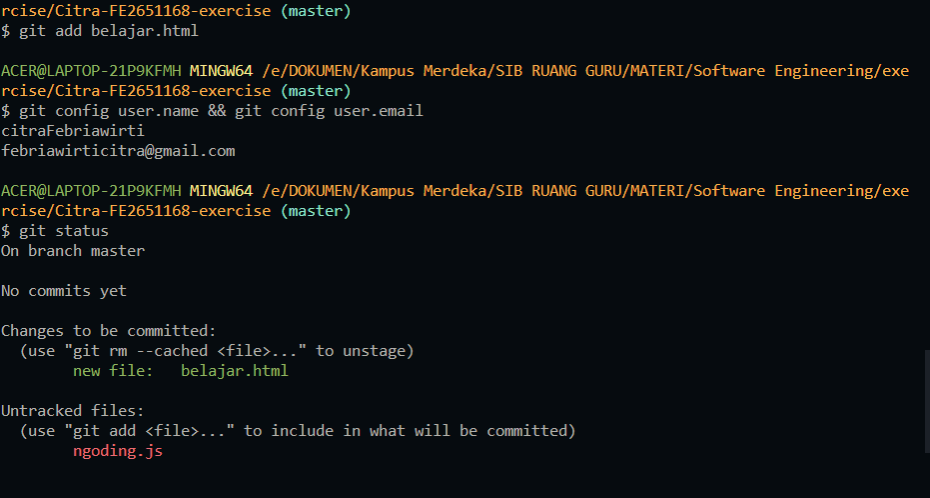 rcise/Citra-FE2651168-exercise (master)
$ git add belajar.html
ACER@LAPTOP-21P9KFMH MINGW64 /e/DOKUMEN/Kampus Merdeka/SIB RUANG GURU/MATERI/Software Engineering/exe
rcise/Citra-FE2651168-exercise (master)
$ git config user.name && git config user.email
citraFebriawirti
febriawirticitra@gmail.com
ACER@LAPTOP-21P9KFMH MINGW64 /e/DOKUMEN/Kampus Merdeka/SIB RUANG GURU/MATERI/Software Engineering/exe
rcise/Citra-FE2651168-exercise (master)
$ git status
On branch master
No commits yet
Changes to be committed:
  (use "git rm --cached <file>..." to unstage)
        new file:   belajar.html
Untracked files:
  (use "git add <file>..." to include in what will be committed)
        ngoding.js